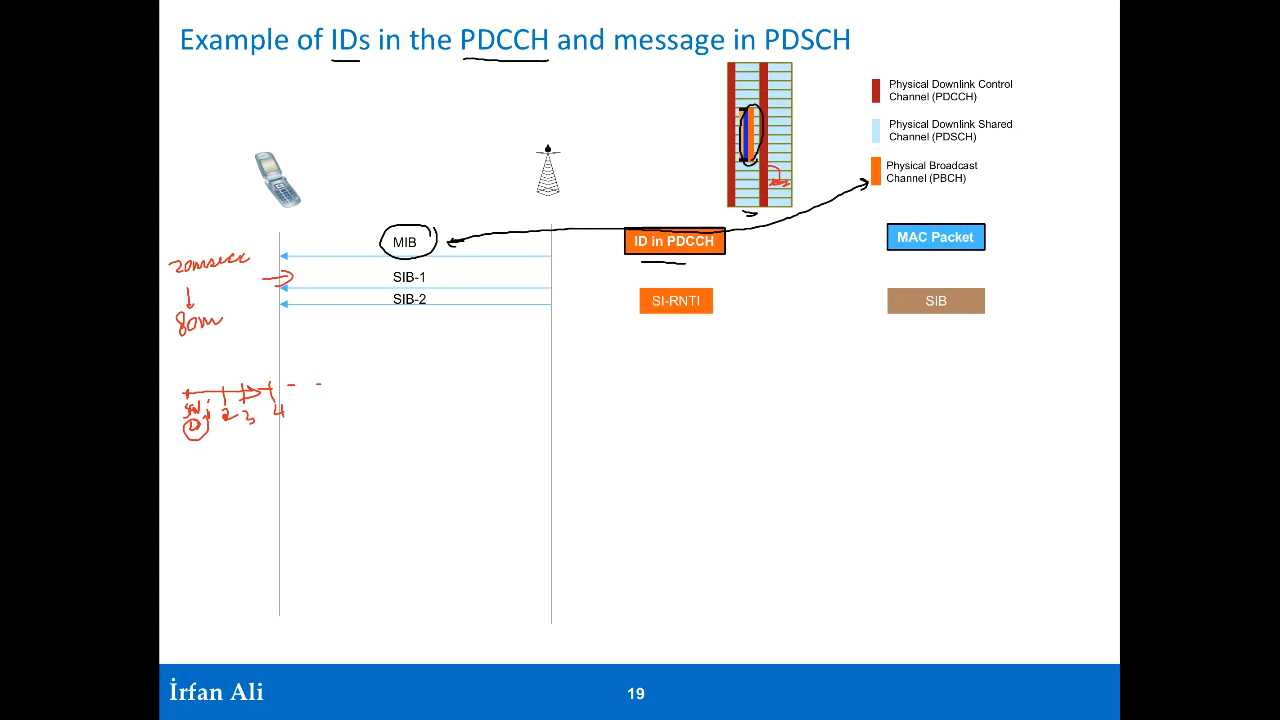 Example of IDs in the PDCCH and message in PDSCH
Physical Downlink Control
Channel (PDCCH)
Physical Downlink Shared
Channel (PDSCH)
Physical Broadcast
Channel (PBCH)
MIB
ID in PDCCH
MAC Packet
20msecc
SIB-1
SIB-2
SI-RNTI
SIB
80m
2
3
4
İrfan Ali
19